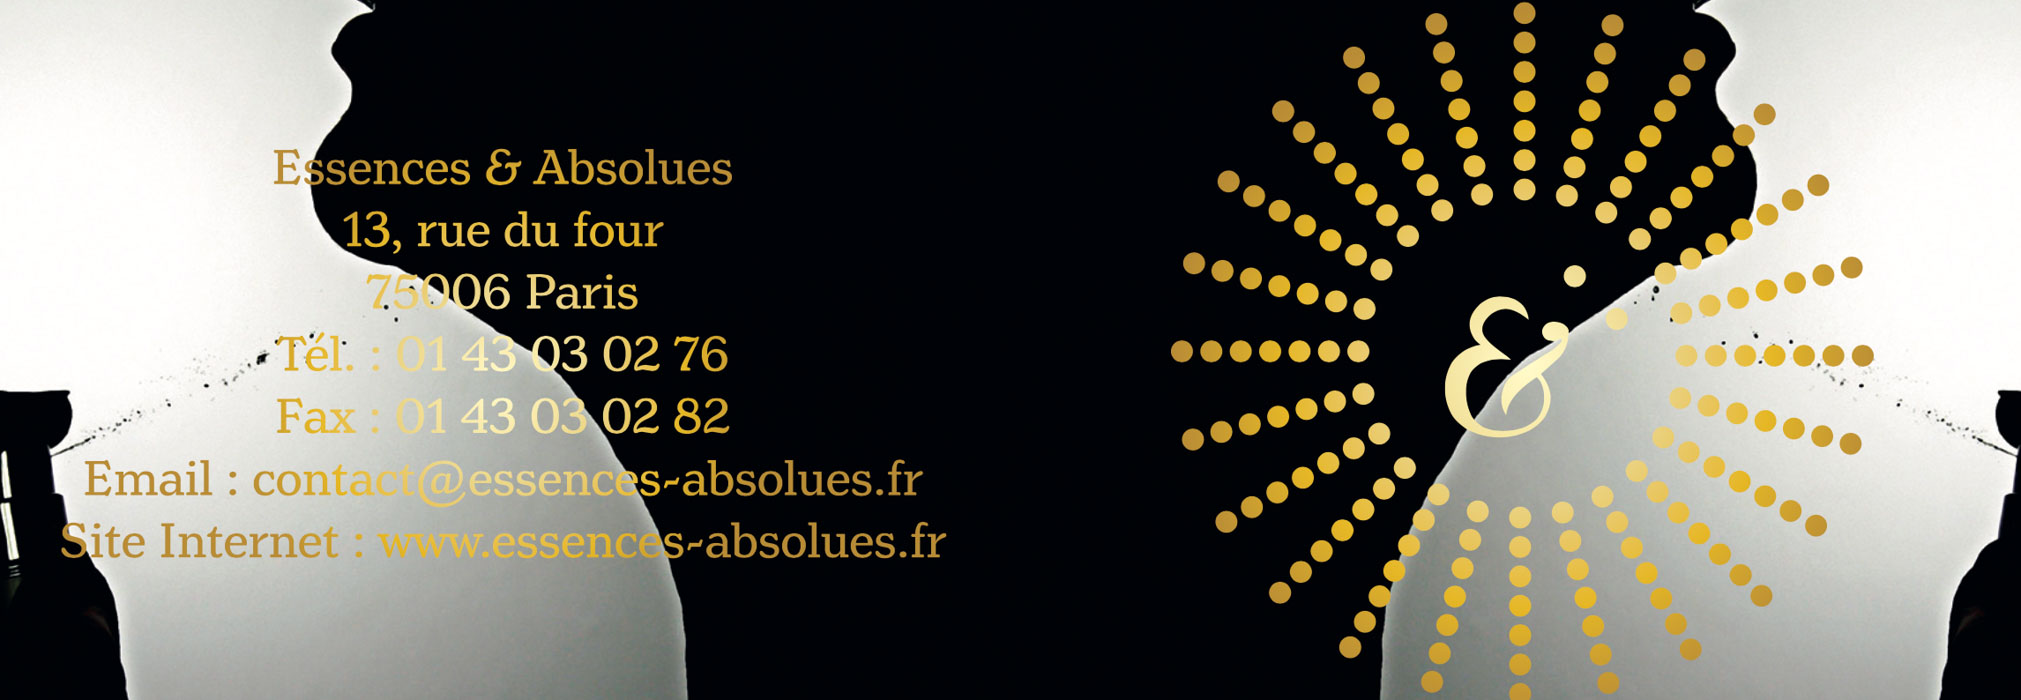 Essences & Absolues
13, rue du four
75006 Paris
Tél. : 01 43 03 02 76
Fax : 01 43 03 02 82
Email : contact@essences-absolues.fr
Site Internet : www.essences-absolues.fr
&